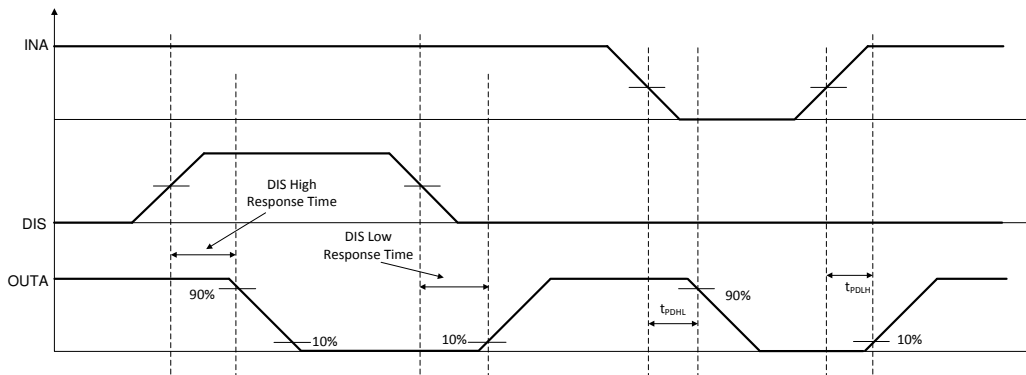 INA
DIS High
Response Time
DIS
DIS Low
Response Time
OUTA
90%
10%
10%
tPDHL
90%
tPDLH
10%